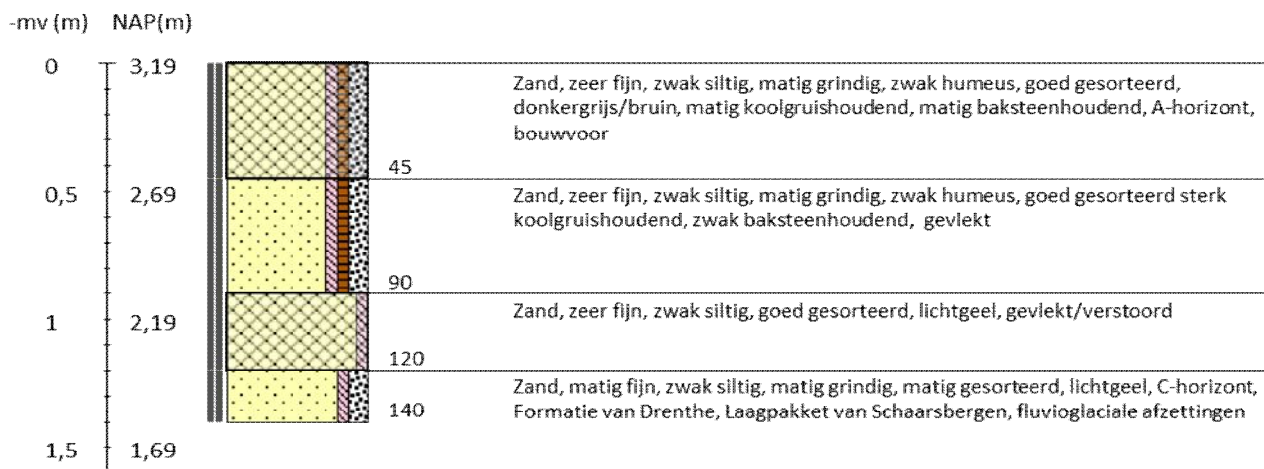 -mv (m) NAP(m)
0 3,19
Zand, zeer fijn, zwak siltig, matig grindig, zwak humeus, goed gesorteerd,
donkergrijs/bruin, matig koolgruishoudend, matig baksteenhoudend, A-horizont,
bouwvoor
45
0,5 2,69
Zand, zeer fijn, zwak siltig, matig grindig, zwak humeus, goed gesorteerd sterk
koolgruishoudend, zwak baksteenhoudend, gevlekt
90
1 2,19
Zand, zeer fijn, zwak siltig, goed gesorteerd, lichtgeel, gevlekt/verstoord
120
Zand, matig fijn, zwak siltig, matig grindig, matig gesorteerd, lichtgeel, C-horizont,
Formatie van Drenthe, Laagpakket van Schaarsbergen, fluvioglaciale afzettingen
140
1,5 1,69